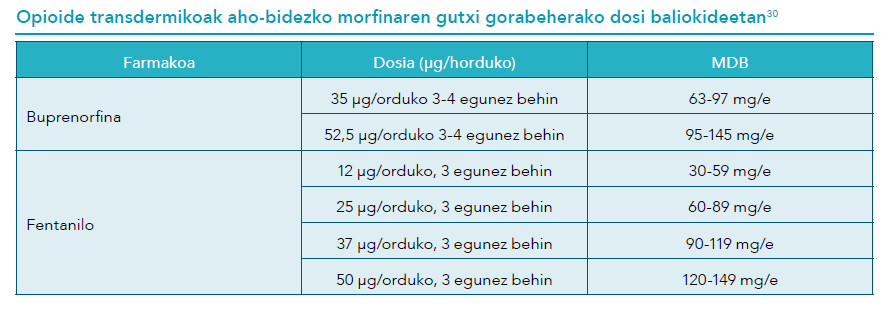 Opioide transdermikoak aho-bidezko morfinaren gutxi gorabeherako dosi baliokideetan30
Farmakoa Dosia (µg/horduko) MDB
Buprenorfina
35 µg/orduko 3-4 egunez behin 63-97 mg/e
52,5 µg/orduko 3-4 egunez behin 95-145 mg/e
Fentanilo
12 µg/orduko, 3 egunez behin 30-59 mg/e
25 µg/orduko, 3 egunez behin 60-89 mg/e
37 µg/orduko, 3 egunez behin 90-119 mg/e
50 µg/orduko, 3 egunez behin 120-149 mg/e